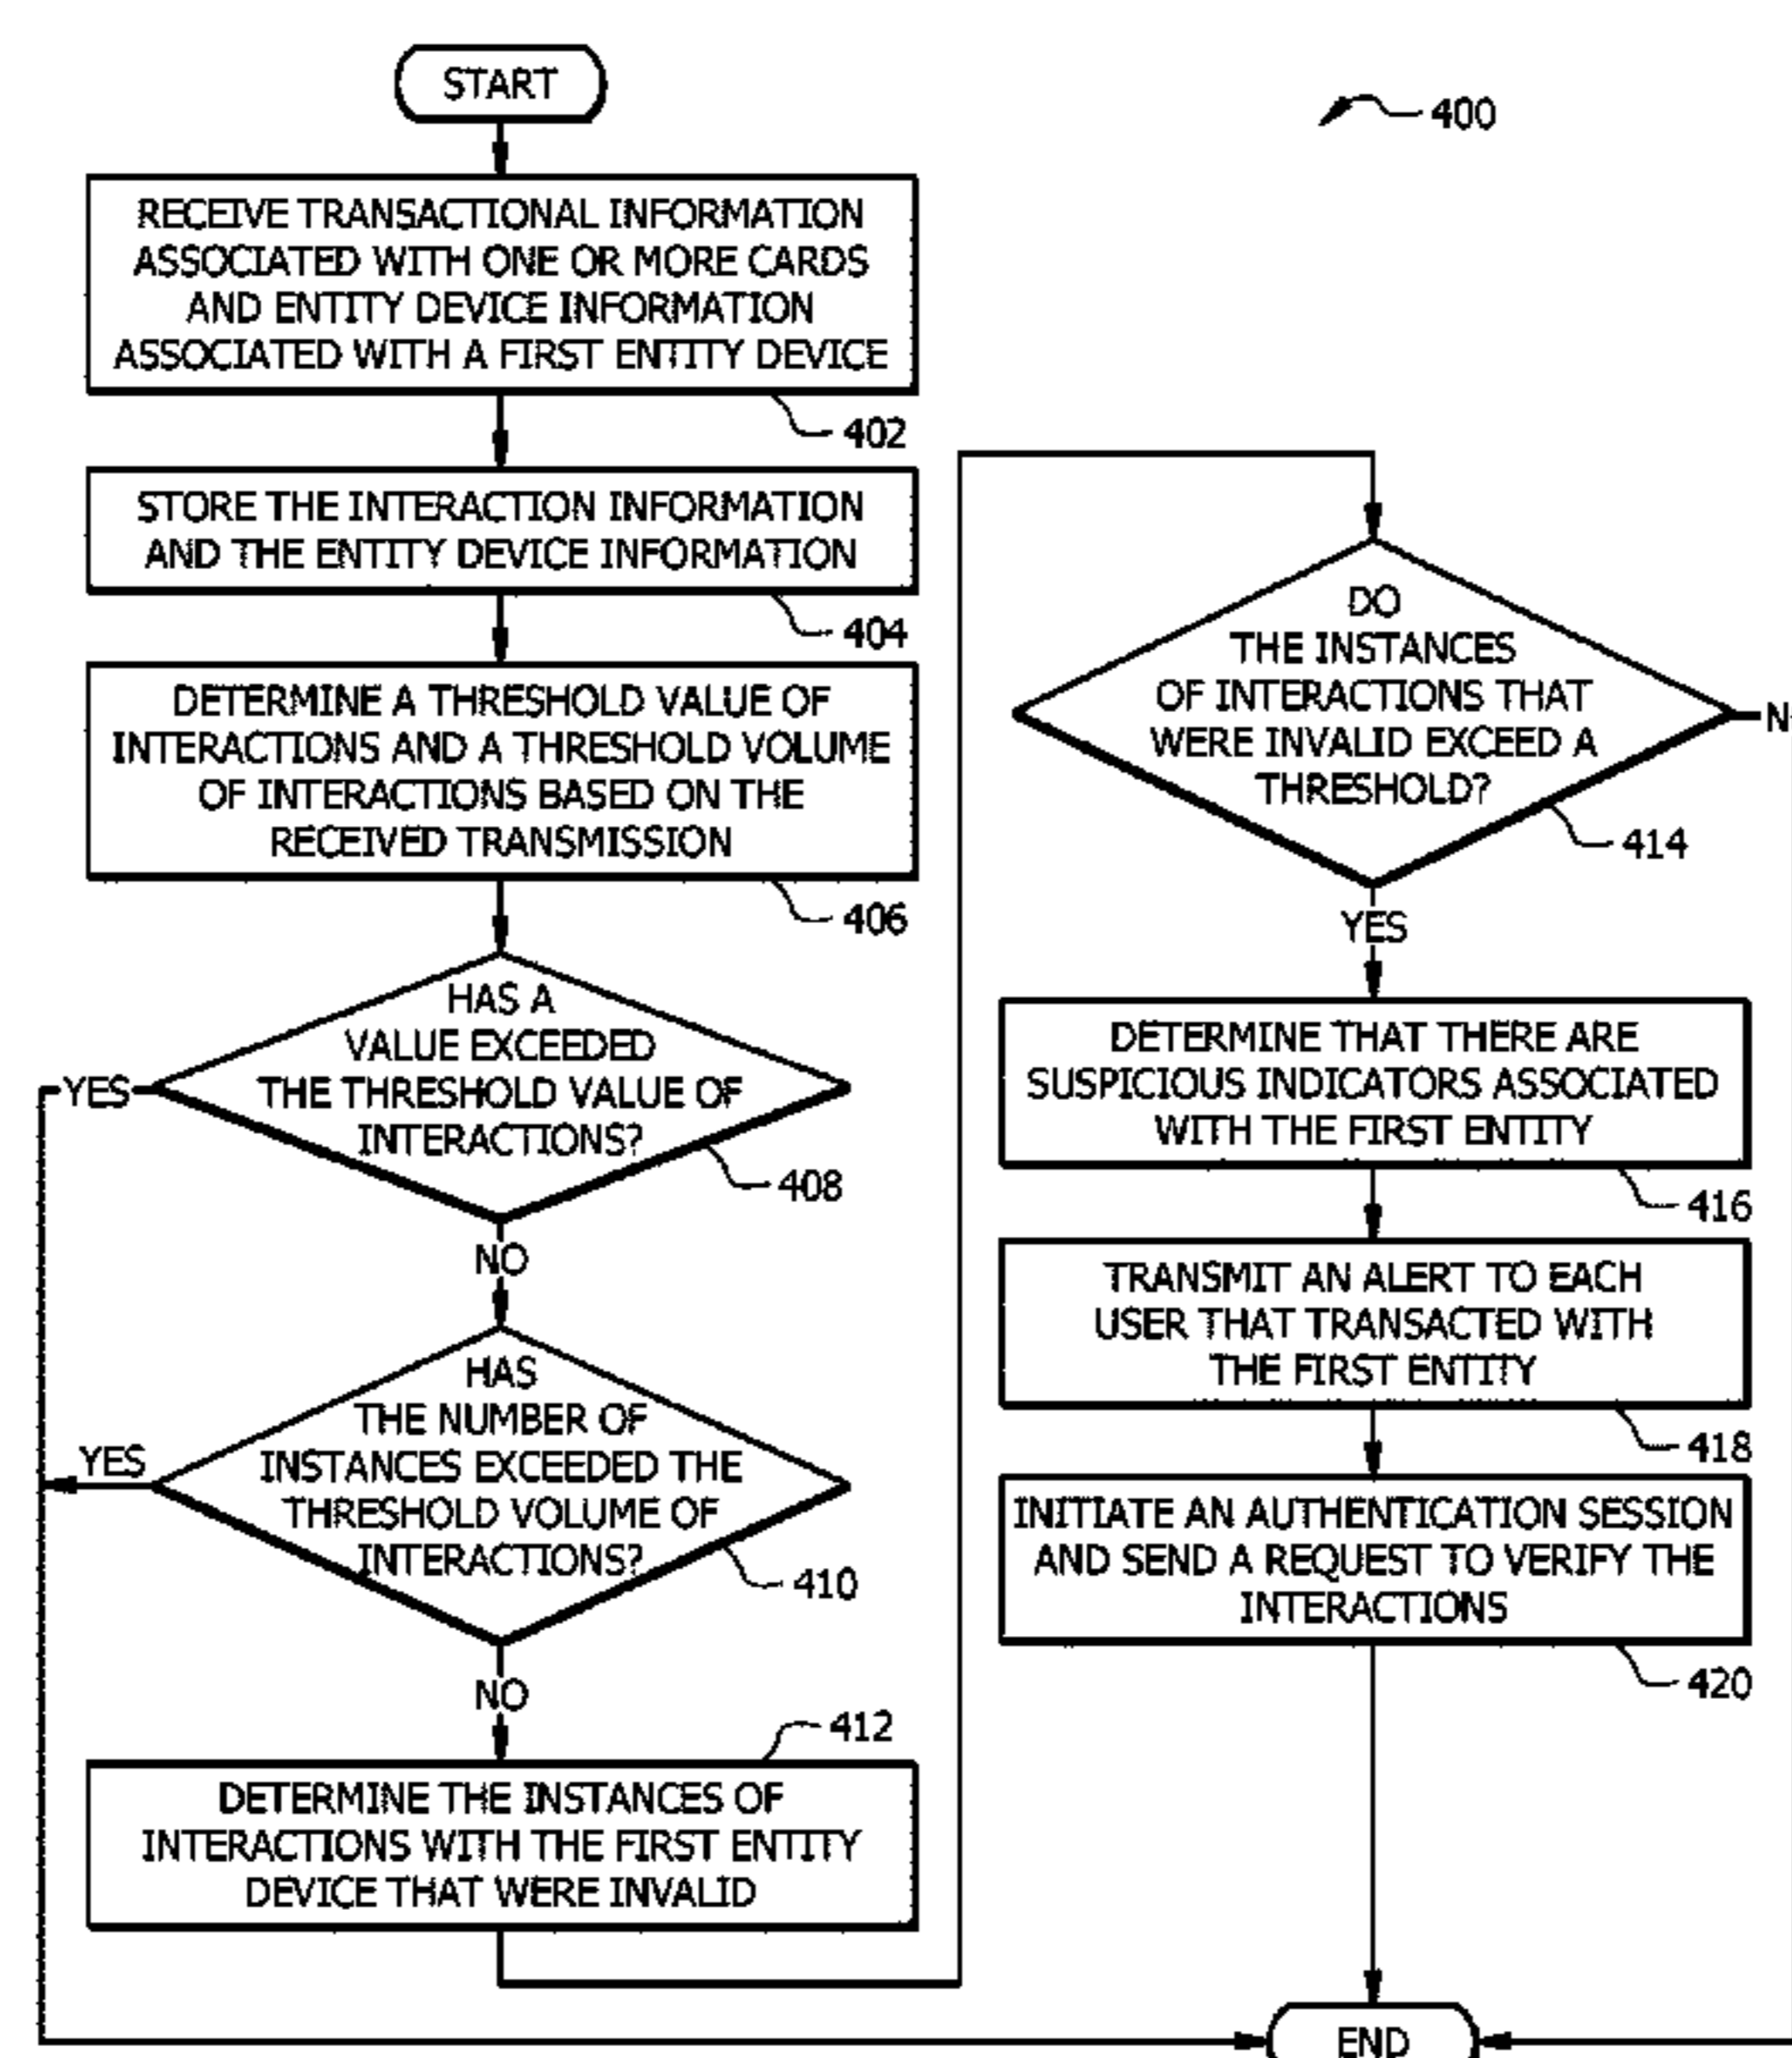 START
400
RECEIVE TRANSACTIONAL INFORMATION
ASSOCIATED WITH ONE OR MORE CARDS
AND ENTITY DEVICE INFORMATION
ASSOCIATED WITH A FIRST ENTITY DEVICE
402
STORE THE INTERACTION INFORMATION
AND THE ENTITY DEVICE INFORMATION
404
DETERMINE A THRESHOLD VALUE OF
INTERACTIONS AND A THRESHOLD VOLUME
OF INTERACTIONS BASED ON THE
RECEIVED TRANSMISSION
406
HAS A
VALUE EXCEEDED
THE THRESHOLD VALUE OF
INTERACTIONS?
YES
408
NO
HAS
THE NUMBER OF
INSTANCES EXCEEDED THE
THRESHOLD VOLUME OF
INTERACTIONS?
YES
410
NO
412
DETERMINE THE INSTANCES OF
INTERACTIONS WITH THE FIRST ENTITY
DEVICE THAT WERE INVALID
DO
THE INSTANCES
OF INTERACTIONS THAT
WERE INVALID EXCEED A
THRESHOLD?
N
414
YES
DETERMINE THAT THERE ARE
SUSPICIOUS INDICATORS ASSOCIATED
WITH THE FIRST ENTITY
416
TRANSMIT AN ALERT TO EACH
USER THAT TRANSACTED WITH
THE FIRST ENTITY
418
INITIATE AN AUTHENTICATION SESSION
AND SEND A REQUEST TO VERIFY THE
INTERACTIONS
420
END